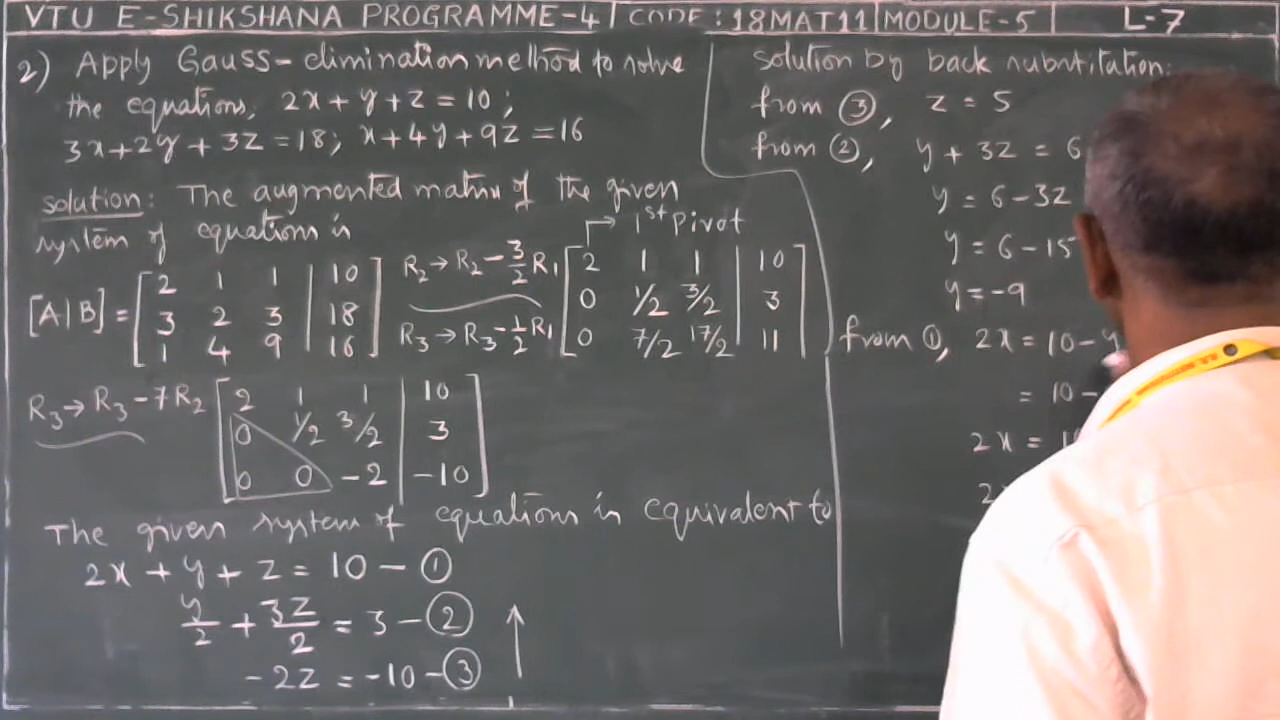 VTU E-SHIKSHANA PROGRAMME-4 | CODE: 18MAT11 | MODULE-5 | L-7
2) Apply Gauss-elimination method to solve
the equations, 2x+y+z=10;
3x+2y+3z=18; x+4y+9z=16
solution: The augmented matrix of the given
system of equations is
[A|B] = [2 1 1 | 10
3 2 3 | 18
1 4 9 | 16]
R2→R2-3/2R1
R3→R3-1/2R1
1st Pivot
[2 1 1 | 10
0 1/2 3/2 | 3
0 7/2 17/2 | 11]
R3→R3-7R2
[2 1 1 | 10
0 1/2 3/2 | 3
0 0 -2 | -10]
The given system of equations is equivalent to
2x+y+z=10-①
y/2+3z/2=3-②
-2z=-10-③
solution by back substitution:
from ③, z=5
from ②, y+3z=6
y=6-3z
y=6-15
y=-9
from ①, 2x=10-y
=10-
2x=
2